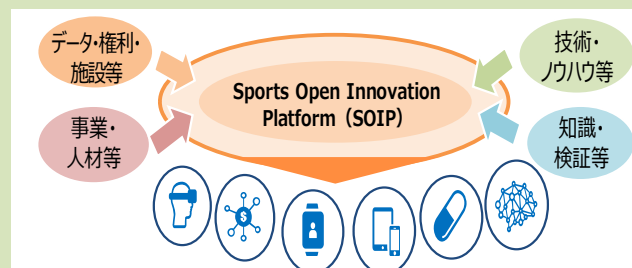 データ・権利・
施設等
技術・
ノウハウ等
Sports Open Innovation
Platform（SOIP）
事業・
人材等
知識・
検証等
$